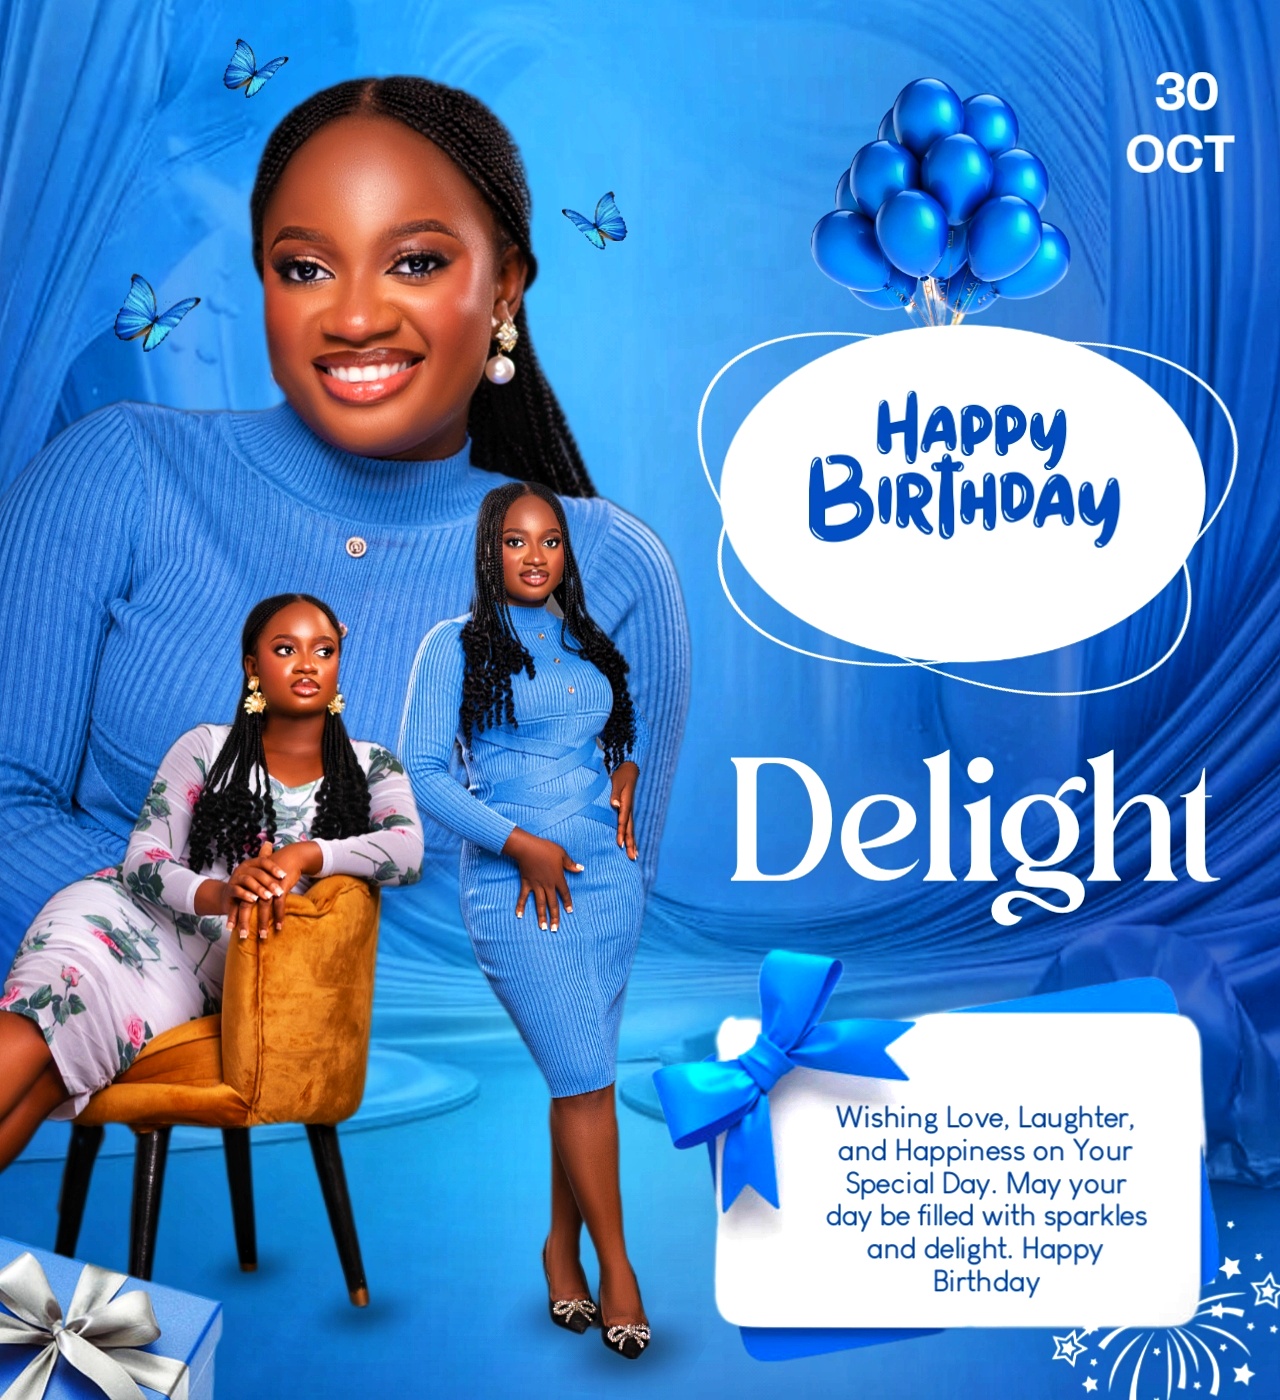 30
OCT
HAPPY
BIRTHDAY
Delight
Wishing Love, Laughter,
and Happiness on Your
Special Day. May your
day be filled with sparkles
and delight. Happy
Birthday